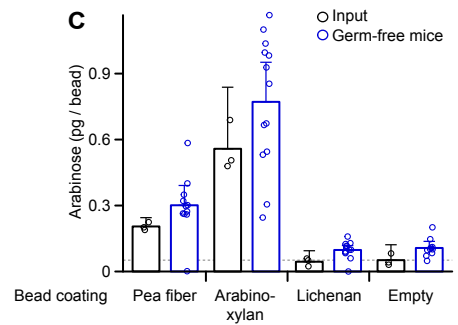 C
Input
Germ-free mice
Arabinose (pg / bead)
0.9
0.6
0.3
0
Bead coating Pea fiber Arabino- Lichenan Empty
xylan